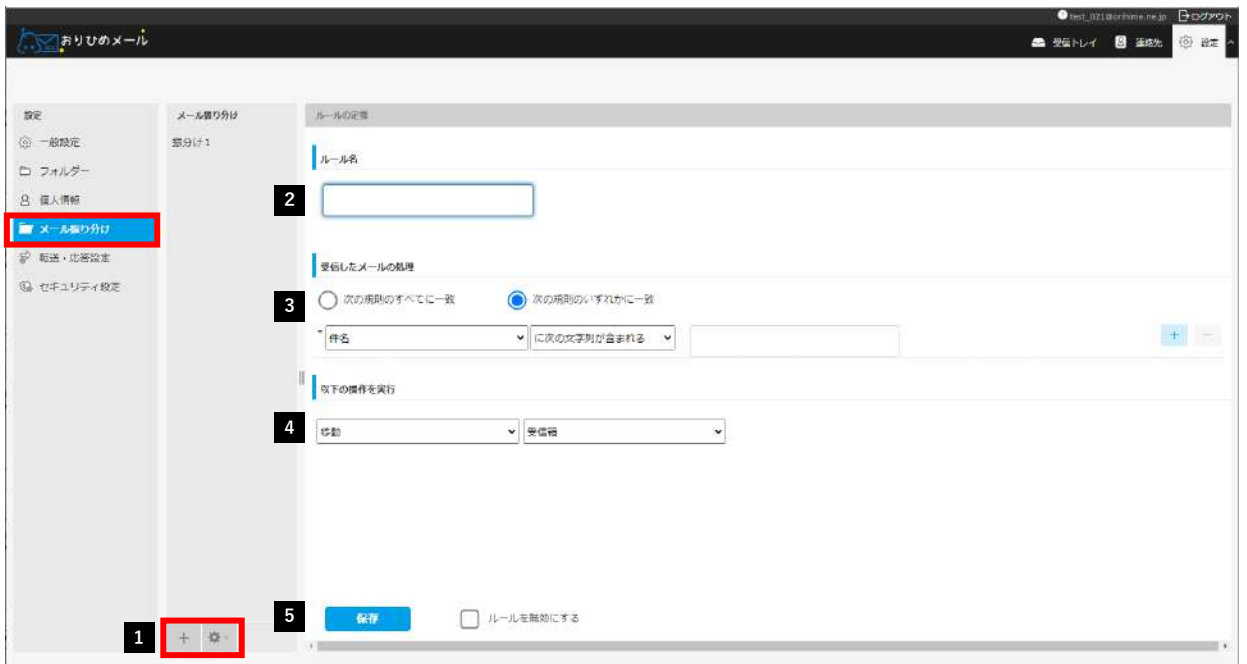 test_021@orihime.ne.jp ログアウト
おりひめメール
受信トレイ 連絡先 設定
設定
メール振り分け
ルールの定義
一般設定
振分け1
フォルダー
ルール名
個人情報
2
メール振り分け
転送・応答設定
受信したメールの処理
セキュリティ設定
3
次の規則のすべてに一致 次の規則のいずれかに一致
件名 に次の文字列が含まれる + −
以下の操作を実行
4
移動 受信箱
5
保存 ルールを無効にする
1
+